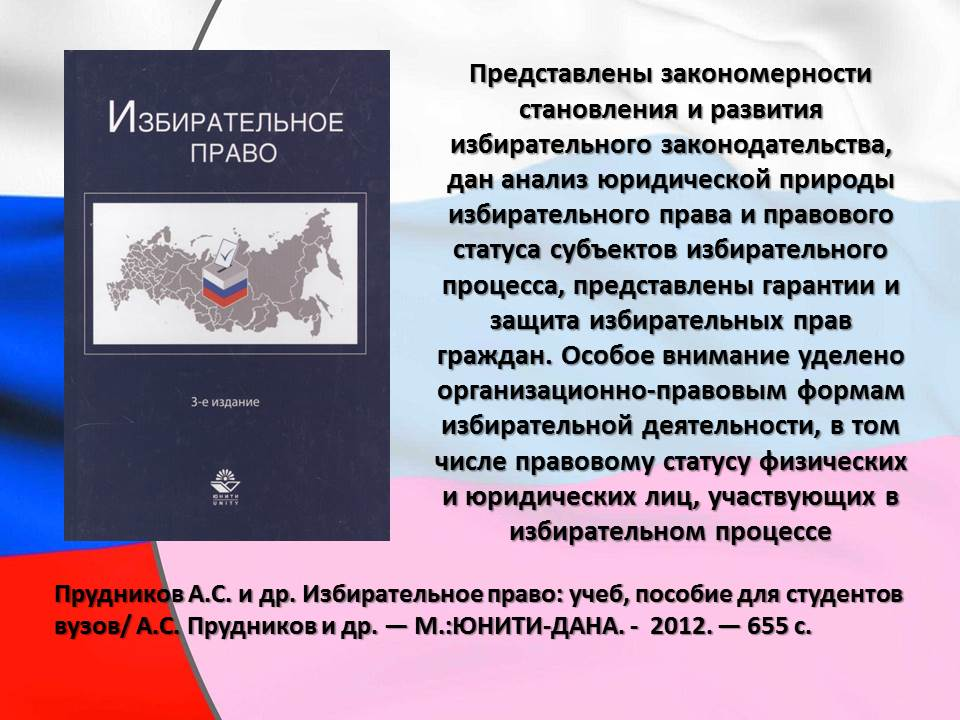 ИЗБИРАТЕЛЬНОЕ
ПРАВО
3-е издание
ЮНИТИ
UNITY
Представлены закономерности
становления и развития
избирательного законодательства,
дан анализ юридической природы
избирательного права и правового
статуса субъектов избирательного
процесса, представлены гарантии и
защита избирательных прав
граждан. Особое внимание уделено
организационно-правовым формам
избирательной деятельности, в том
числе правовому статусу физических
и юридических лиц, участвующих в
избирательном процессе
Прудников А.С. и др. Избирательное право: учеб, пособие для студентов
вузов/ А.С. Прудников и др. — М.:ЮНИТИ-ДАНА. - 2012. — 655 с.